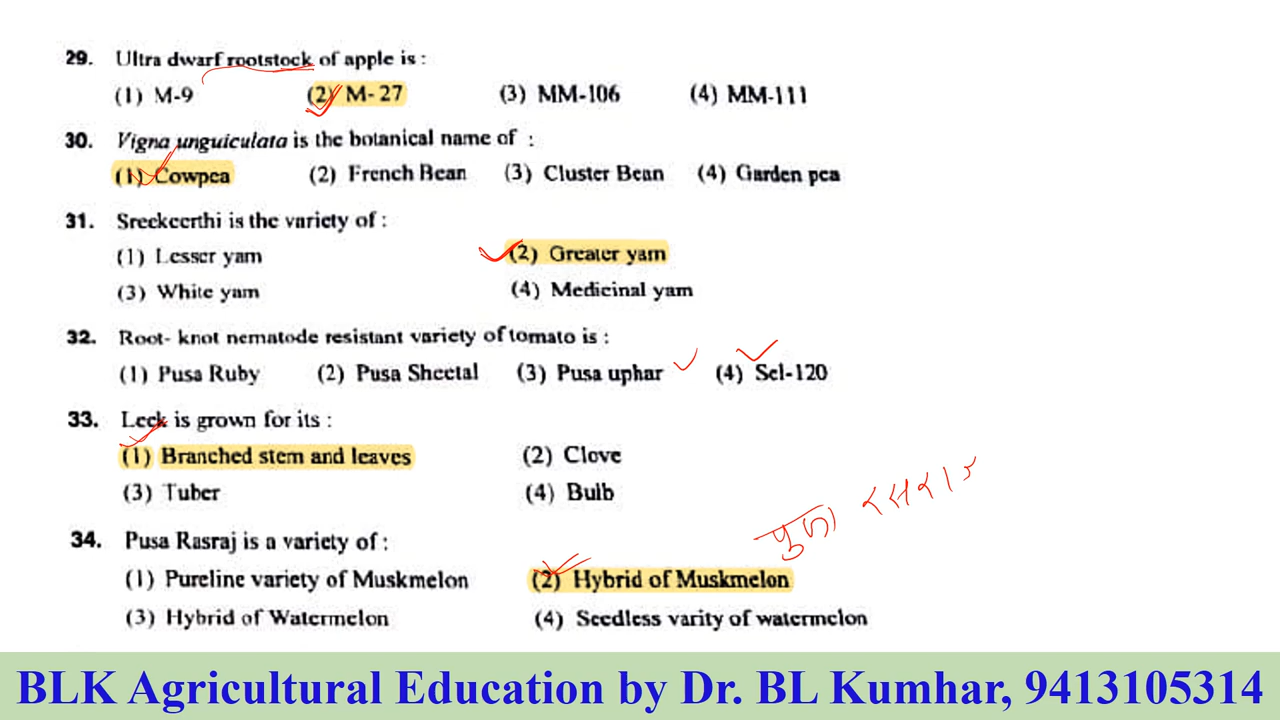 29. Ultra dwarf rootstock of apple is :
(1) M-9 (2) M- 27 (3) MM-106 (4) MM-111
30. Vigna unguiculata is the botanical name of :
(1) Cowpea (2) French Bean (3) Cluster Bean (4) Garden pea
31. Sreekeerthi is the variety of :
(1) Lesser yam (2) Greater yam
(3) White yam (4) Medicinal yam
32. Root- knot nematode resistant variety of tomato is :
(1) Pusa Ruby (2) Pusa Sheetal (3) Pusa uphar (4) Sel-120
33. Leek is grown for its :
(1) Branched stem and leaves (2) Clove
(3) Tuber (4) Bulb
पुसा रसराज
34. Pusa Rasraj is a variety of :
(1) Pureline variety of Muskmelon (2) Hybrid of Muskmelon
(3) Hybrid of Watermelon (4) Seedless varity of watermelon
BLK Agricultural Education by Dr. BL Kumhar, 9413105314